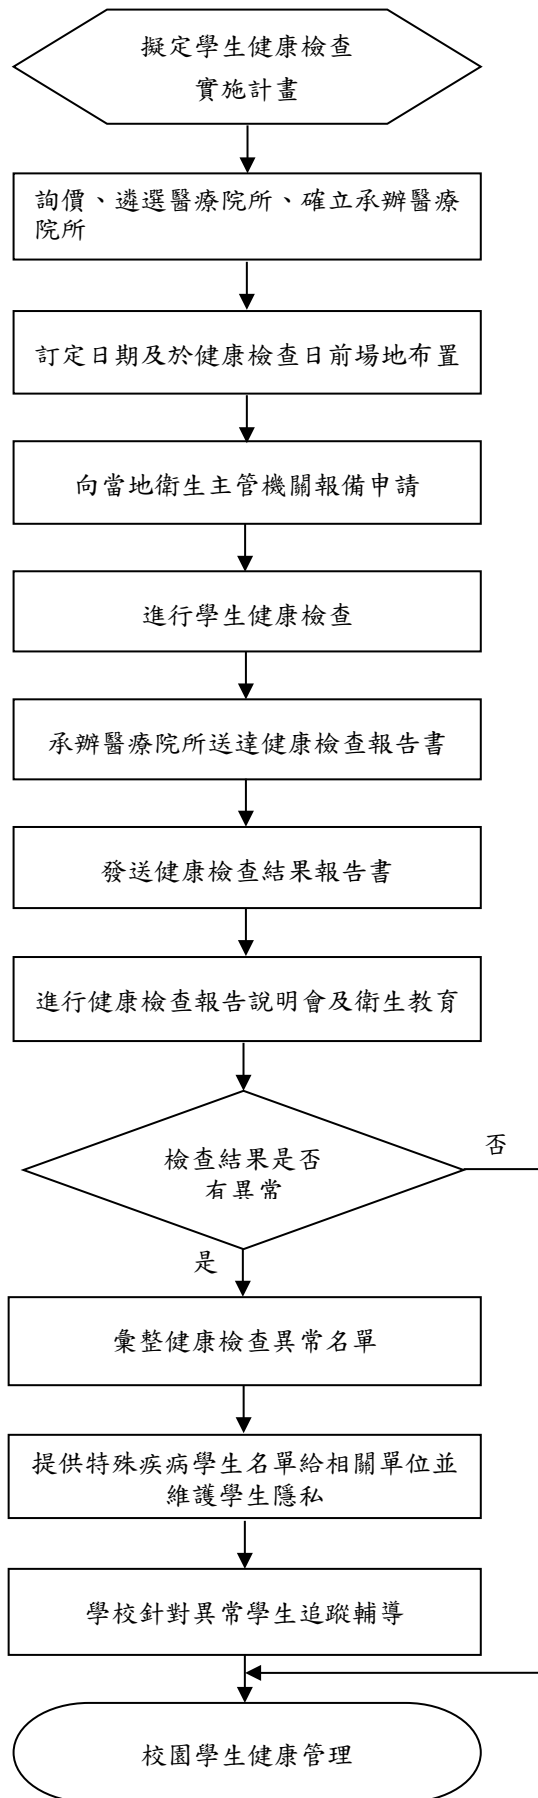 擬定學生健康檢查
實施計畫
詢價、遴選醫療院所、確立承辦醫療
院所
訂定日期及於健康檢查日前場地布置
向當地衛生主管機關報備申請
進行學生健康檢查
承辦醫療院所送達健康檢查報告書
發送健康檢查結果報告書
進行健康檢查報告說明會及衛生教育
檢查結果是否
有異常
否
是
彙整健康檢查異常名單
提供特殊疾病學生名單給相關單位並
維護學生隱私
學校針對異常學生追蹤輔導
校園學生健康管理